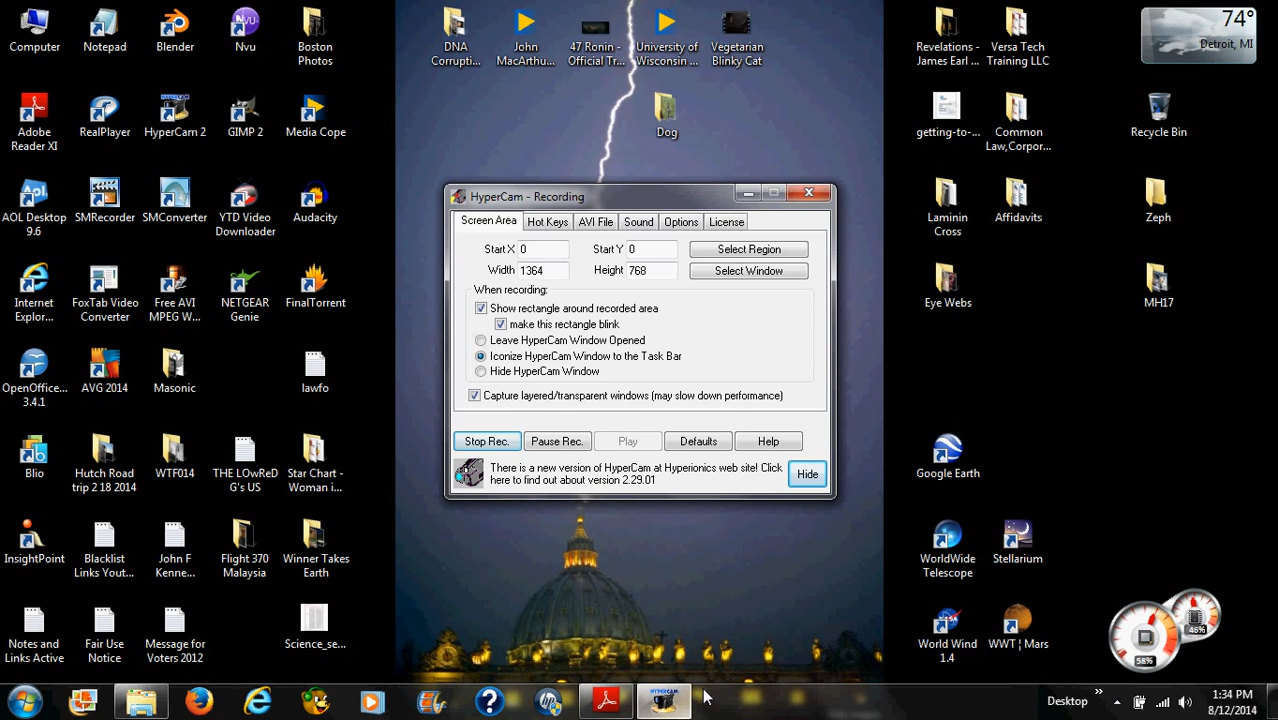 Computer
Notepad
Blender
Nvu
Boston
Photos
DNA
Corrupti...
John
MacArthu...
47 Ronin -
Official Tr...
University of
Wisconsin ...
Vegetarian
Blinky Cat
Revelations -
James Earl ...
Versa Tech
Training LLC
74°
Detroit, MI
Adobe
Reader XI
RealPlayer
HyperCam 2
GIMP 2
Media Cope
Dog
getting-to-...
Common
Law,Corpor...
Recycle Bin
AOL Desktop
9.6
SMRecorder
SMConverter
YTD Video
Downloader
Audacity
Laminin
Cross
Affidavits
Zeph
Internet
Explor...
FoxTab Video
Converter
Free AVI
MPEG W...
NETGEAR
Genie
FinalTorrent
Eye Webs
MH17
OpenOffice...
3.4.1
AVG 2014
Masonic
lawfo
Blio
Hutch Road
trip 2 18 2014
WTF014
THE LOwReD
G's US
Star Chart -
Woman i...
Google Earth
InsightPoint
Blacklist
Links Yout...
John F
Kenne...
Flight 370
Malaysia
Winner Takes
Earth
WorldWide
Telescope
Stellarium
Notes and
Links Active
Fair Use
Notice
Message for
Voters 2012
Science_se...
World Wind
1.4
WWT ¦ Mars
46%
58%
HyperCam - Recording
Screen Area
Hot Keys
AVI File
Sound
Options
License
Start X 0
Start Y 0
Select Region
Width 1364
Height 768
Select Window
When recording:
Show rectangle around recorded area
make this rectangle blink
Leave HyperCam Window Opened
Iconize HyperCam Window to the Task Bar
Hide HyperCam Window
Capture layered/transparent windows (may slow down performance)
Stop Rec.
Pause Rec.
Play
Defaults
Help
There is a new version of HyperCam at Hyperionics web site! Click
here to find out about version 2.29.01
Hide
HYPERCAM
Desktop
»
1:34 PM
8/12/2014